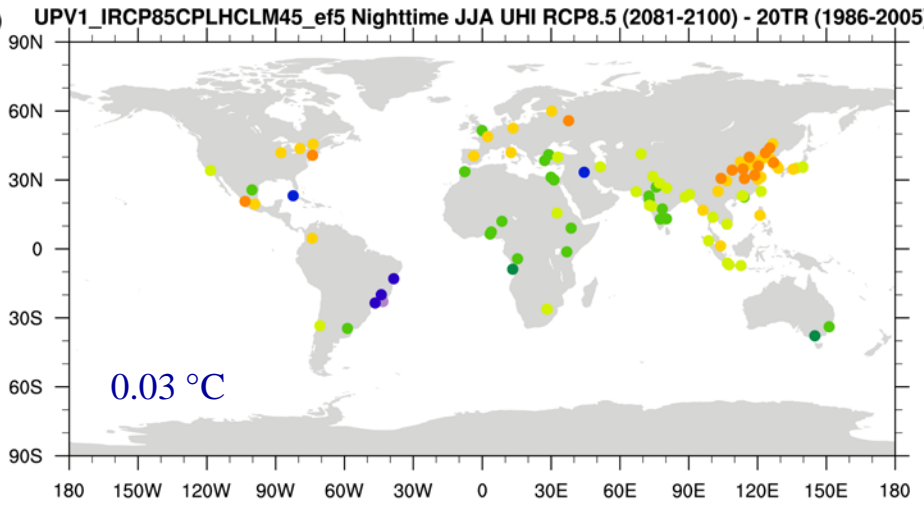 ) UPV1_IRCP85CPLHCLM45_ef5 Nighttime JJA UHI RCP8.5 (2081-2100) - 20TR (1986-2005
90N
60N
30N
0
30S
60S
90S
0.03 °C
180 150W 120W 90W 60W 30W 0 30E 60E 90E 120E 150E 180